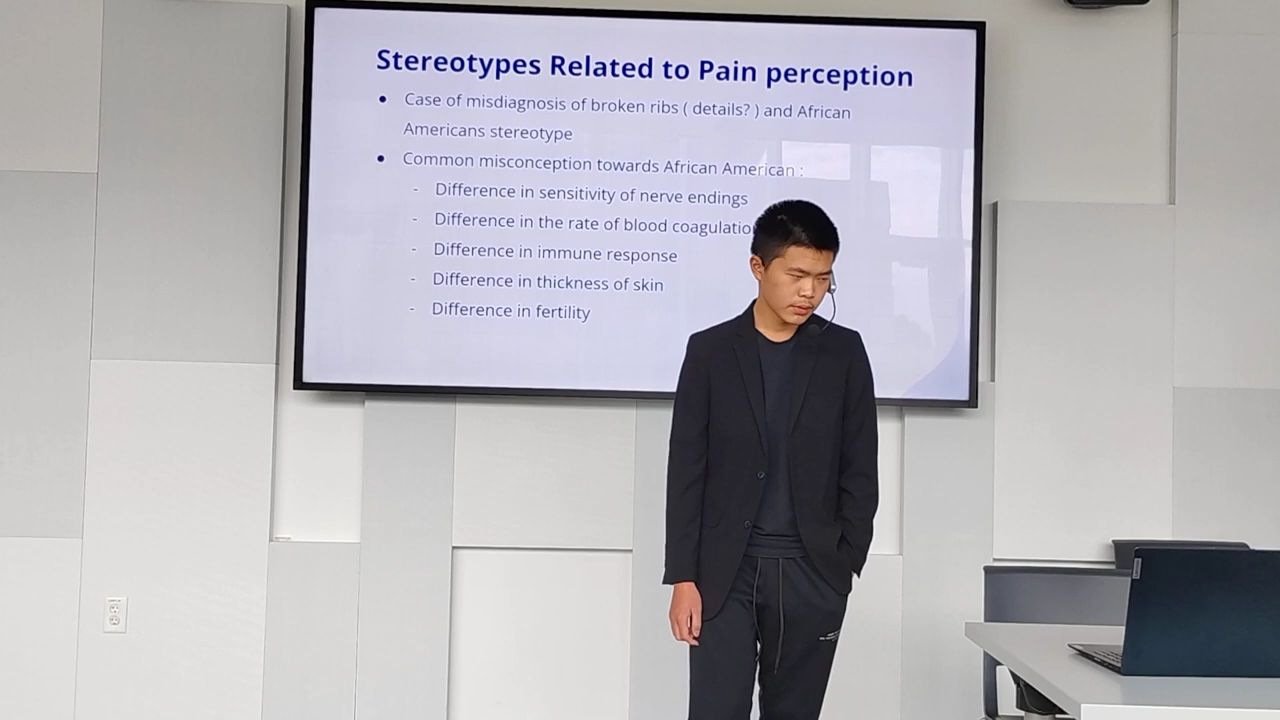 Stereotypes Related to Pain perception
● Case of misdiagnosis of broken ribs ( details? ) and African
Americans stereotype
● Common misconception towards African American :
- Difference in sensitivity of nerve endings
- Difference in the rate of blood coagulatio
- Difference in immune response
- Difference in thickness of skin
- Difference in fertility
Lenovo